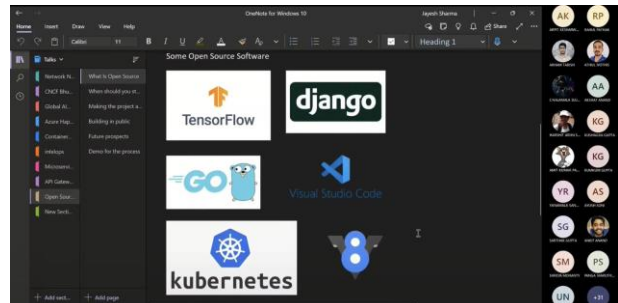 OneNote for Windows 10
Jayesh Sharma
Home Insert Draw View Help
Share
Calibri 11 B I U A Heading 1
Talks
Network N...
CNCF Bhu...
Global AI...
Azure Hap...
Container...
intelops
Microservi...
API Gatew...
Open Sour...
New Secti...
What is Open Source
When should you st...
Making the project a...
Building in public
Future prospects
Demo for the process
Some Open Source Software
TensorFlow
django
GO
Visual Studio Code
kubernetes
V8
Add secti...
Add page
AK RP
AA
KG
KG
YR AS
SG
SM PS
UN +31